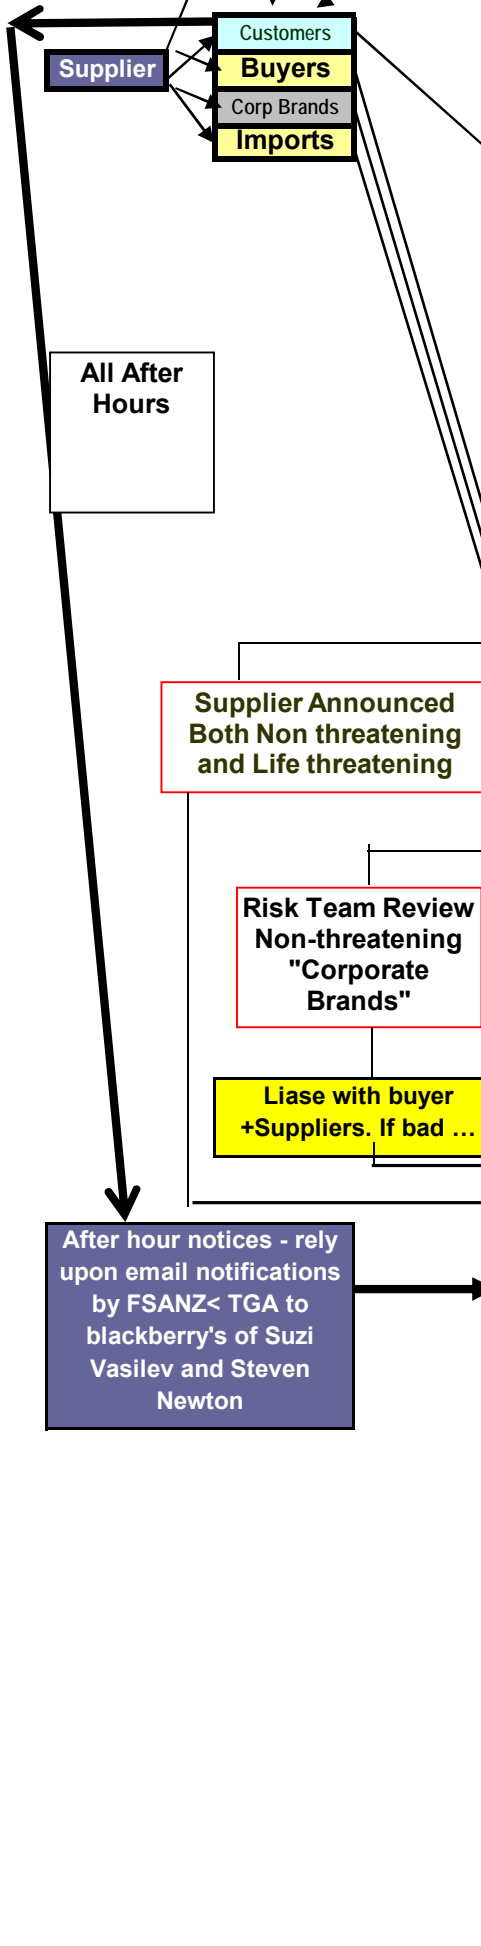 Customers
Supplier
Buyers
Corp Brands
Imports
All After
Hours
Supplier Announced
Both Non threatening
and Life threatening
Risk Team Review
Non-threatening
"Corporate
Brands"
Liase with buyer
+Suppliers. If bad …
After hour notices - rely
upon email notifications
by FSANZ< TGA to
blackberry's of Suzi
Vasilev and Steven
Newton